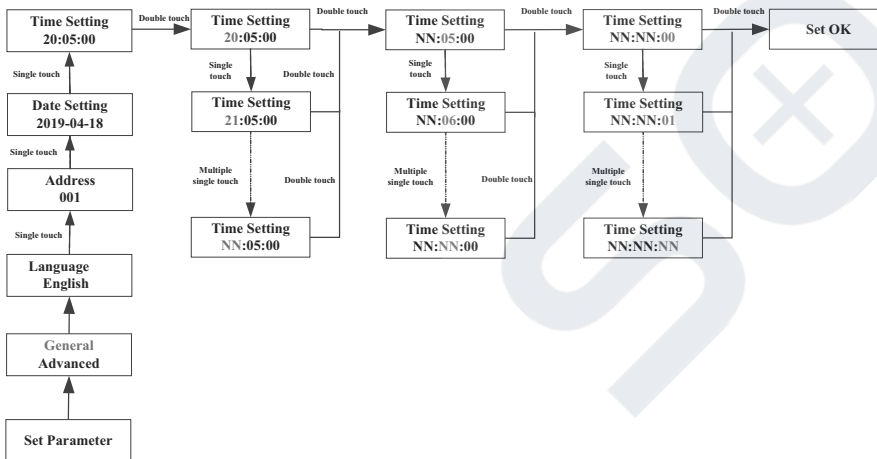 Time Setting
20:05:00
Double touch
Time Setting
20:05:00
Double touch
Time Setting
NN:05:00
Double touch
Time Setting
NN:NN:00
Double touch
Set OK
Single touch
Single
touch
Double touch
Single
touch
Single
touch
Date Setting
2019-04-18
Time Setting
21:05:00
Time Setting
NN:06:00
Time Setting
NN:NN:01
Single touch
Address
001
Multiple
single touch
Double touch
Multiple
single touch
Double touch
Multiple
single touch
Single touch
Time Setting
NN:05:00
Time Setting
NN:NN:00
Time Setting
NN:NN:NN
Language
English
General
Advanced
Set Parameter